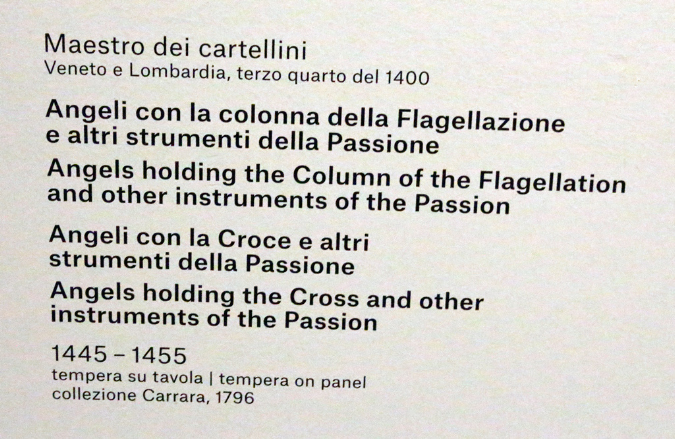 Maestro dei cartellini
Veneto e Lombardia, terzo quarto del 1400
Angeli con la colonna della Flagellazione
e altri strumenti della Passione
Angels holding the Column of the Flagellation
and other instruments of the Passion
Angeli con la Croce e altri
strumenti della Passione
Angels holding the Cross and other
instruments of the Passion
1445 – 1455
tempera su tavola | tempera on panel
collezione Carrara, 1796